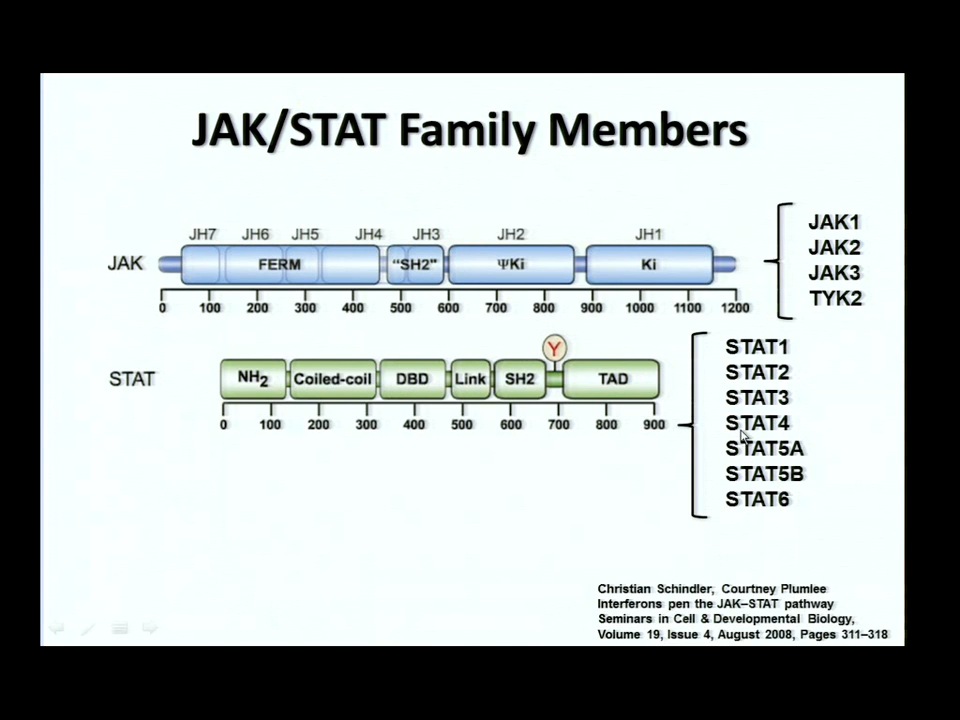 JAK/STAT Family Members
JH7 JH6 JH5 JH4 JH3 JH2 JH1
JAK FERM "SH2" ΨKi Ki
0 100 200 300 400 500 600 700 800 900 1000 1100 1200
JAK1
JAK2
JAK3
TYK2
Y
STAT NH2 Coiled-coil DBD Link SH2 TAD
0 100 200 300 400 500 600 700 800 900
STAT1
STAT2
STAT3
STAT4
STAT5A
STAT5B
STAT6
Christian Schindler, Courtney Plumlee
Interferons pen the JAK–STAT pathway
Seminars in Cell & Developmental Biology,
Volume 19, Issue 4, August 2008, Pages 311–318